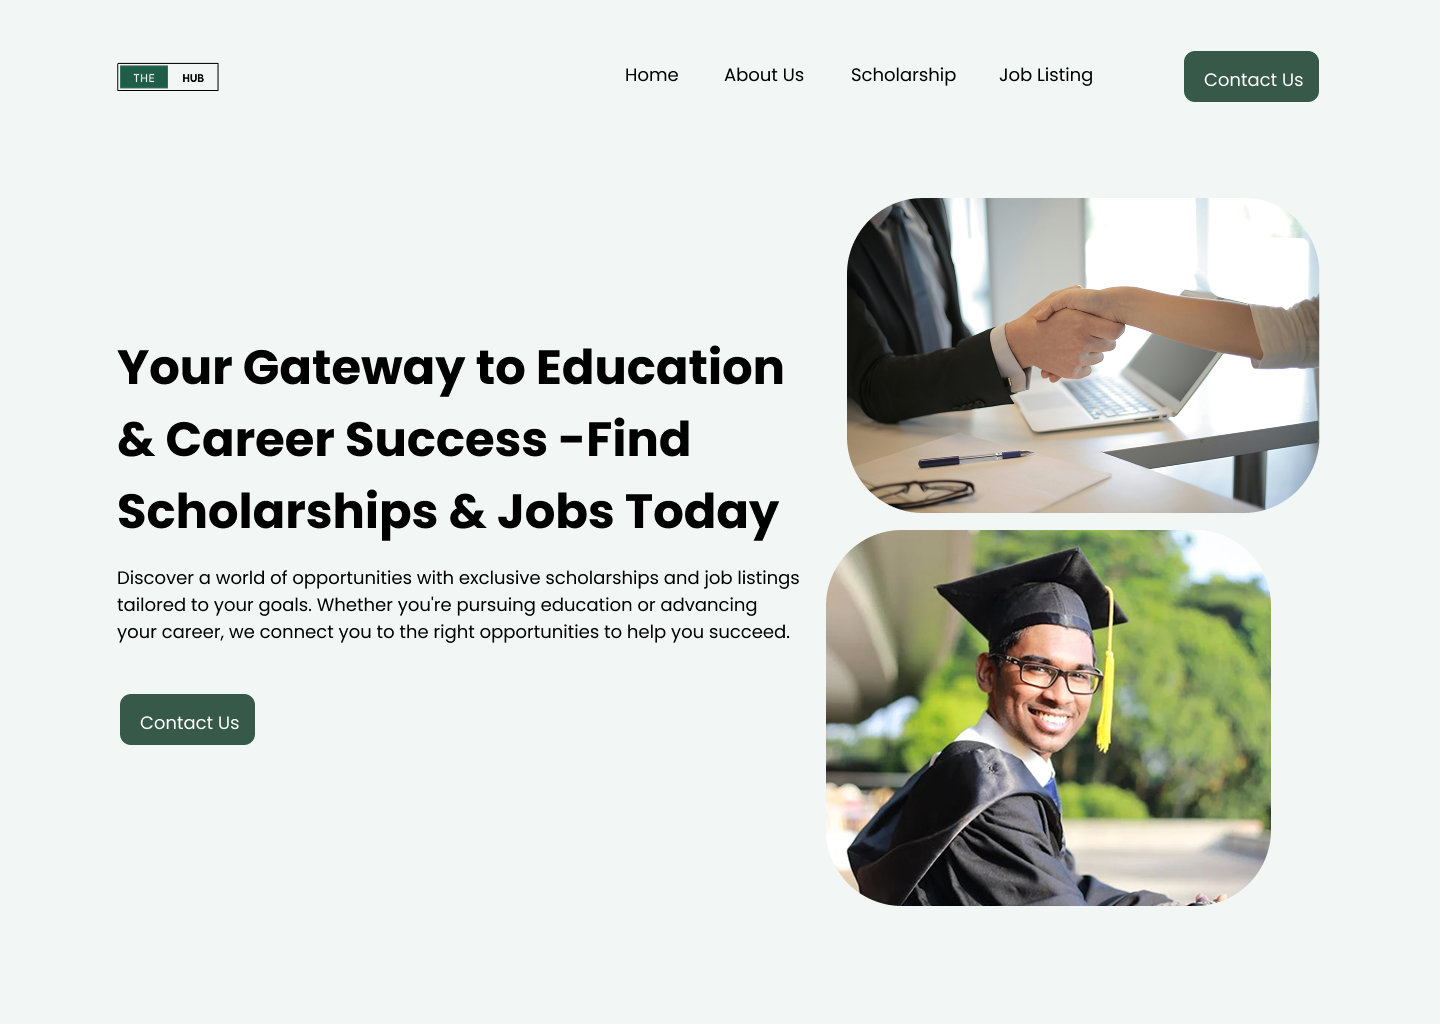 THE HUB
Home About Us Scholarship Job Listing Contact Us
Your Gateway to Education
& Career Success -Find
Scholarships & Jobs Today
Discover a world of opportunities with exclusive scholarships and job listings
tailored to your goals. Whether you're pursuing education or advancing
your career, we connect you to the right opportunities to help you succeed.
Contact Us